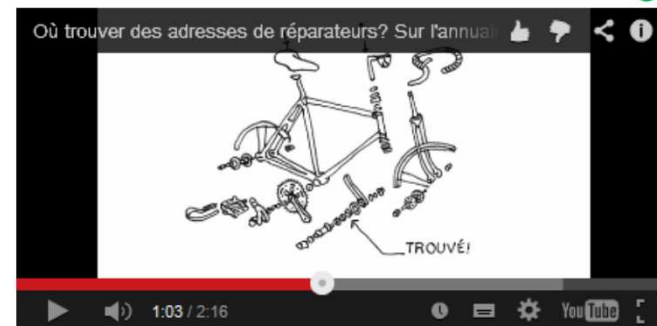 Où trouver des adresses de réparateurs? Sur l'annuai
TROUVÉ!
1:03 / 2:16
YouTube